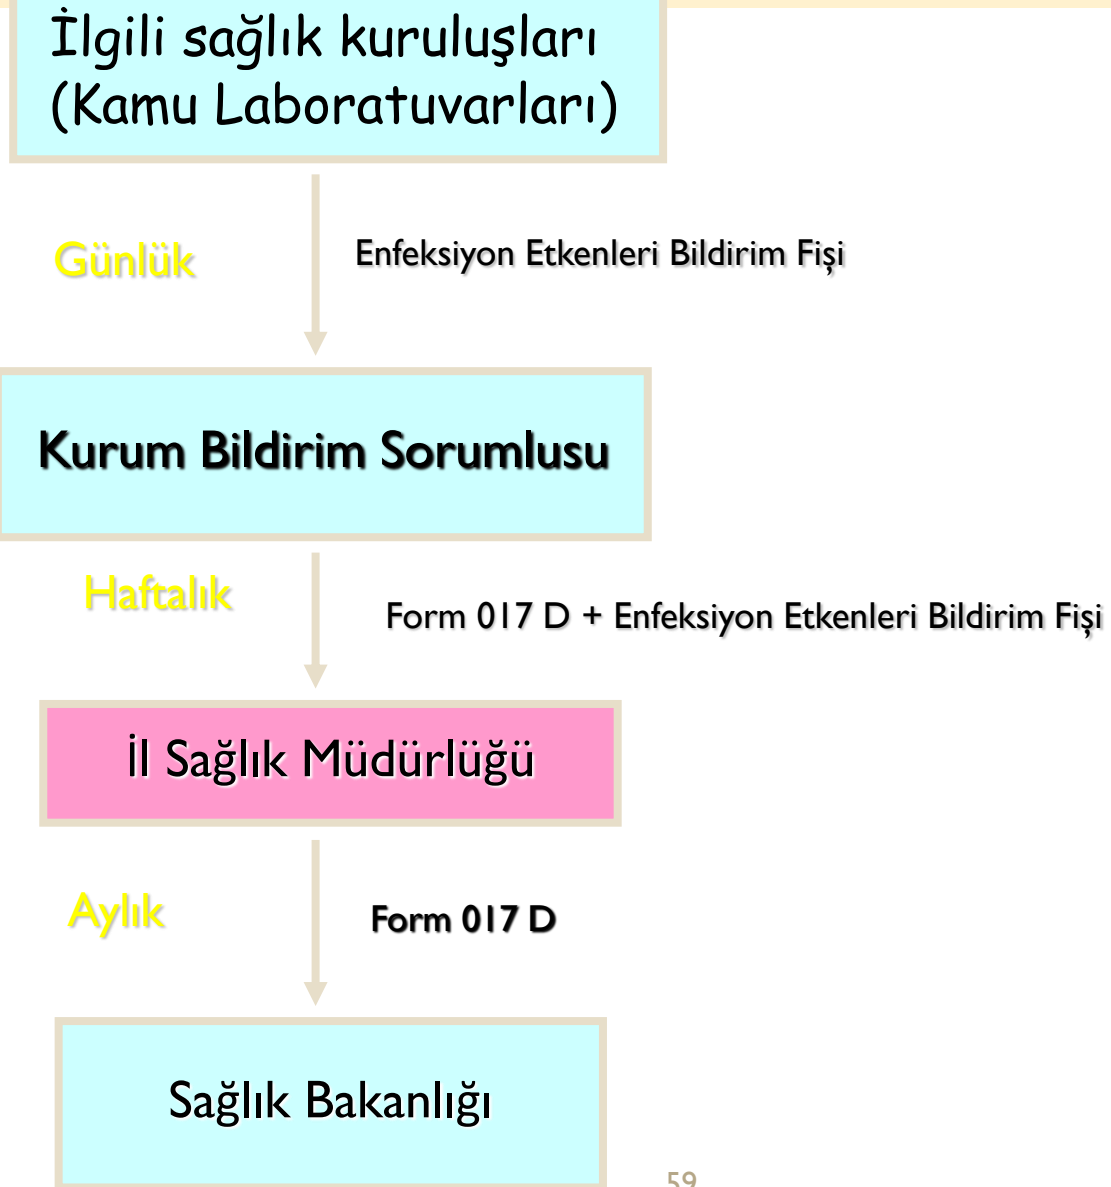 İlgili sağlık kuruluşları
(Kamu Laboratuvarları)
Günlük
Enfeksiyon Etkenleri Bildirim Fişi
Kurum Bildirim Sorumlusu
Haftalık
Form 017 D + Enfeksiyon Etkenleri Bildirim Fişi
İl Sağlık Müdürlüğü
Aylık
Form 017 D
Sağlık Bakanlığı
59